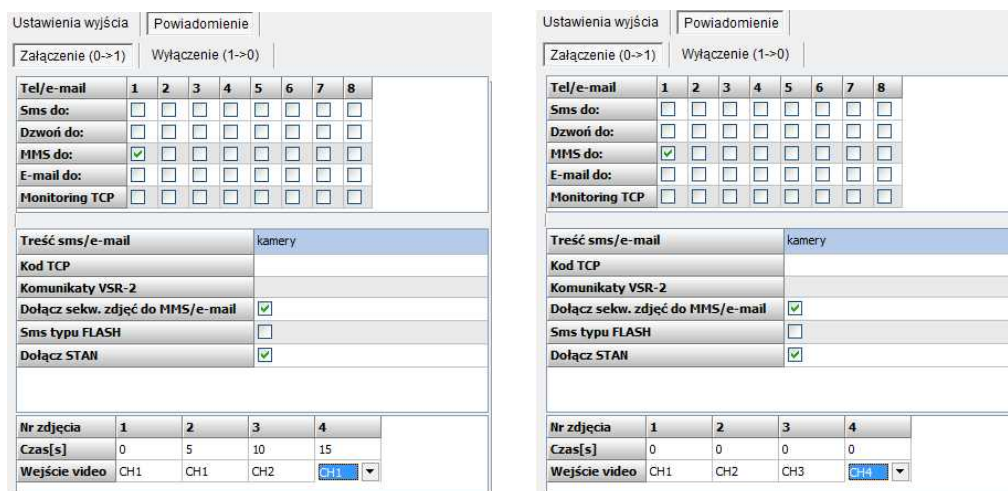 Ustawienia wyjścia Powiadomienie
Załączenie (0->1) Wyłączenie (1->0)
Tel/e-mail 1 2 3 4 5 6 7 8
Sms do:
Dzwoń do:
MMS do:
E-mail do:
Monitoring TCP
Treść sms/e-mail kamery
Kod TCP
Komunikaty VSR-2
Dołącz sekw. zdjęć do MMS/e-mail
Sms typu FLASH
Dołącz STAN
Nr zdjęcia 1 2 3 4
Czas[s] 0 5 10 15
Wejście video CH1 CH1 CH2 CH1
Ustawienia wyjścia Powiadomienie
Załączenie (0->1) Wyłączenie (1->0)
Tel/e-mail 1 2 3 4 5 6 7 8
Sms do:
Dzwoń do:
MMS do:
E-mail do:
Monitoring TCP
Treść sms/e-mail kamery
Kod TCP
Komunikaty VSR-2
Dołącz sekw. zdjęć do MMS/e-mail
Sms typu FLASH
Dołącz STAN
Nr zdjęcia 1 2 3 4
Czas[s] 0 0 0 0
Wejście video CH1 CH2 CH3 CH4